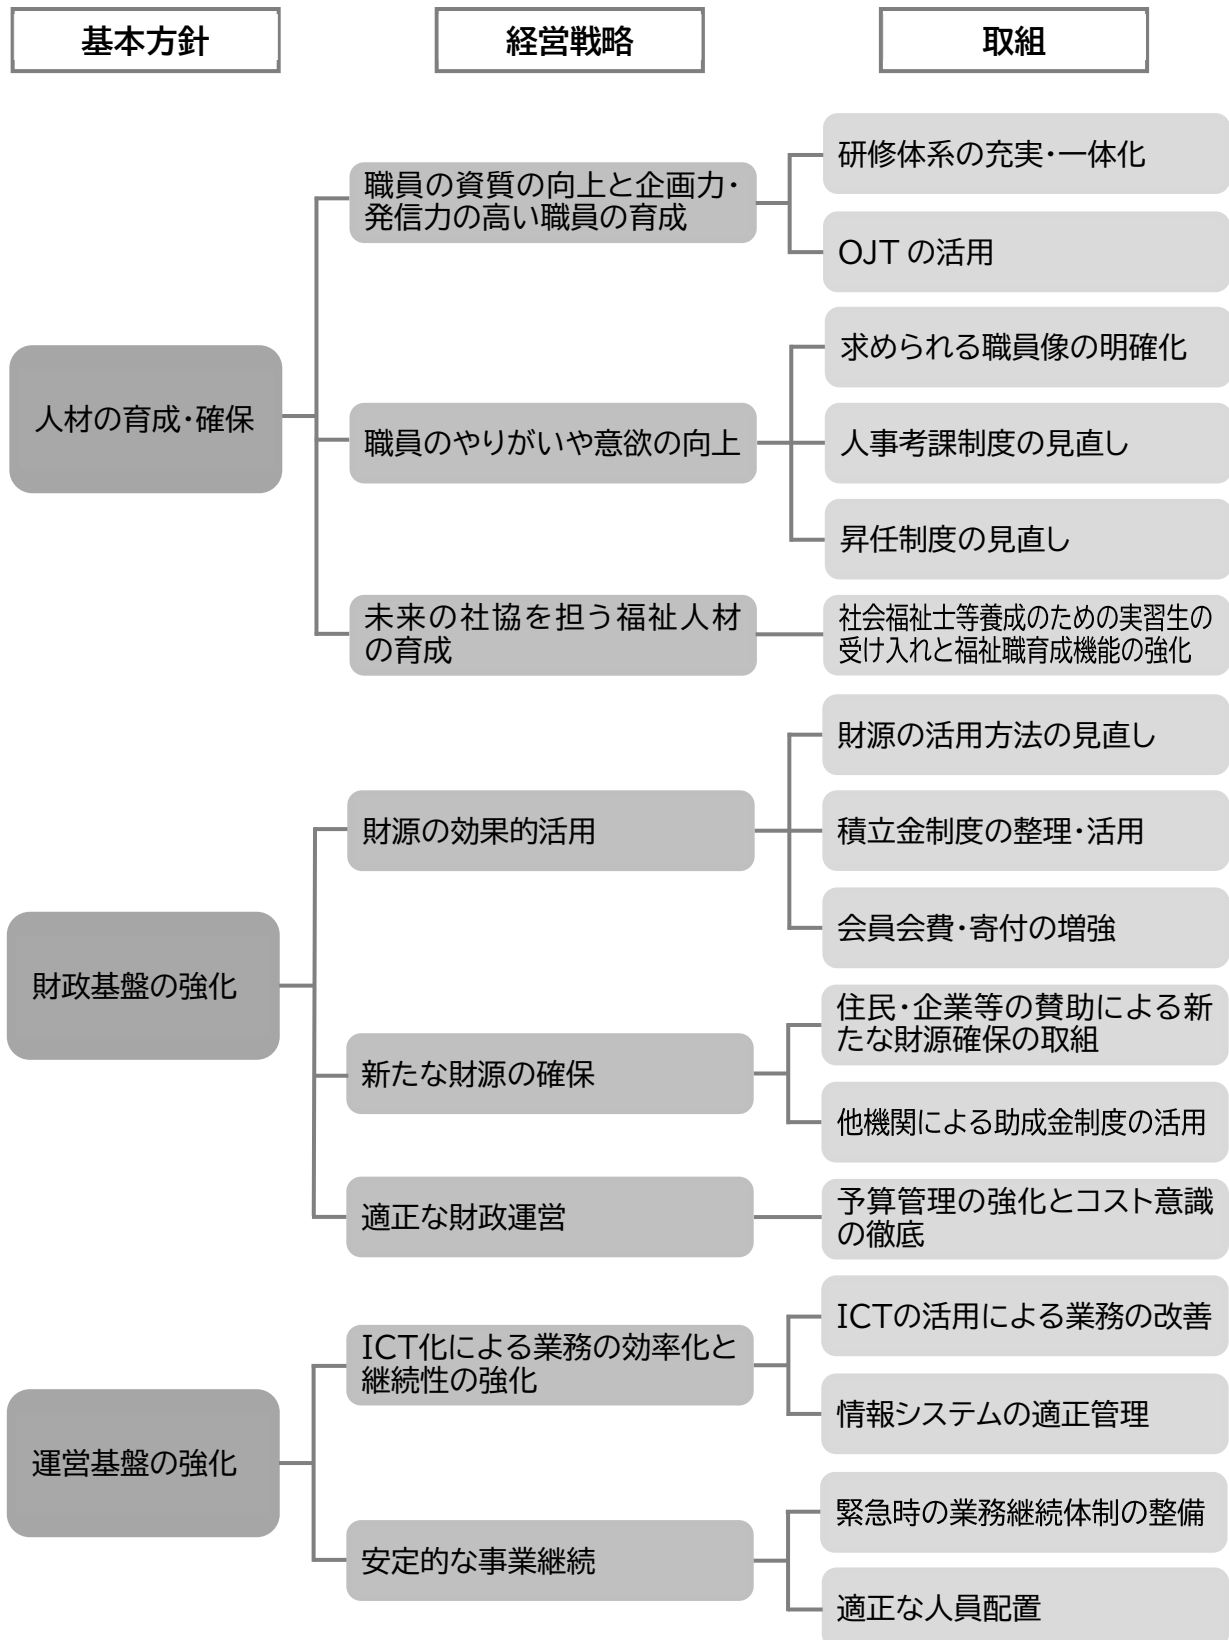 基本方針
経営戦略
取組
人材の育成・確保
職員の資質の向上と企画力・
発信力の高い職員の育成
研修体系の充実・一体化
OJT の活用
職員のやりがいや意欲の向上
求められる職員像の明確化
人事考課制度の見直し
昇任制度の見直し
未来の社協を担う福祉人材
の育成
社会福祉士等養成のための実習生の
受け入れと福祉職育成機能の強化
財政基盤の強化
財源の効果的活用
財源の活用方法の見直し
積立金制度の整理・活用
会員会費・寄付の増強
新たな財源の確保
住民・企業等の賛助による新
たな財源確保の取組
他機関による助成金制度の活用
適正な財政運営
予算管理の強化とコスト意識
の徹底
運営基盤の強化
ICT化による業務の効率化と
継続性の強化
ICTの活用による業務の改善
情報システムの適正管理
安定的な事業継続
緊急時の業務継続体制の整備
適正な人員配置